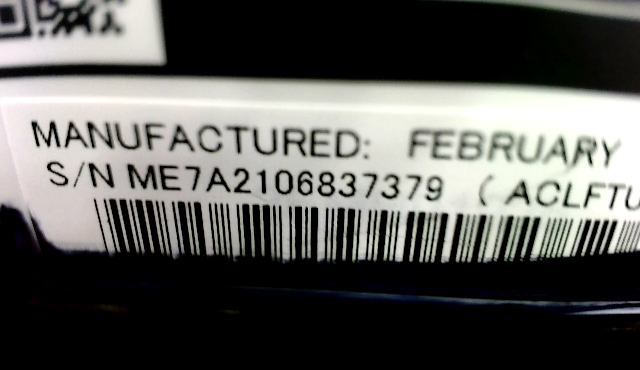 MANUFACTURED: FEBRUARY
S/N ME7A2106837379 ( ACLFTU